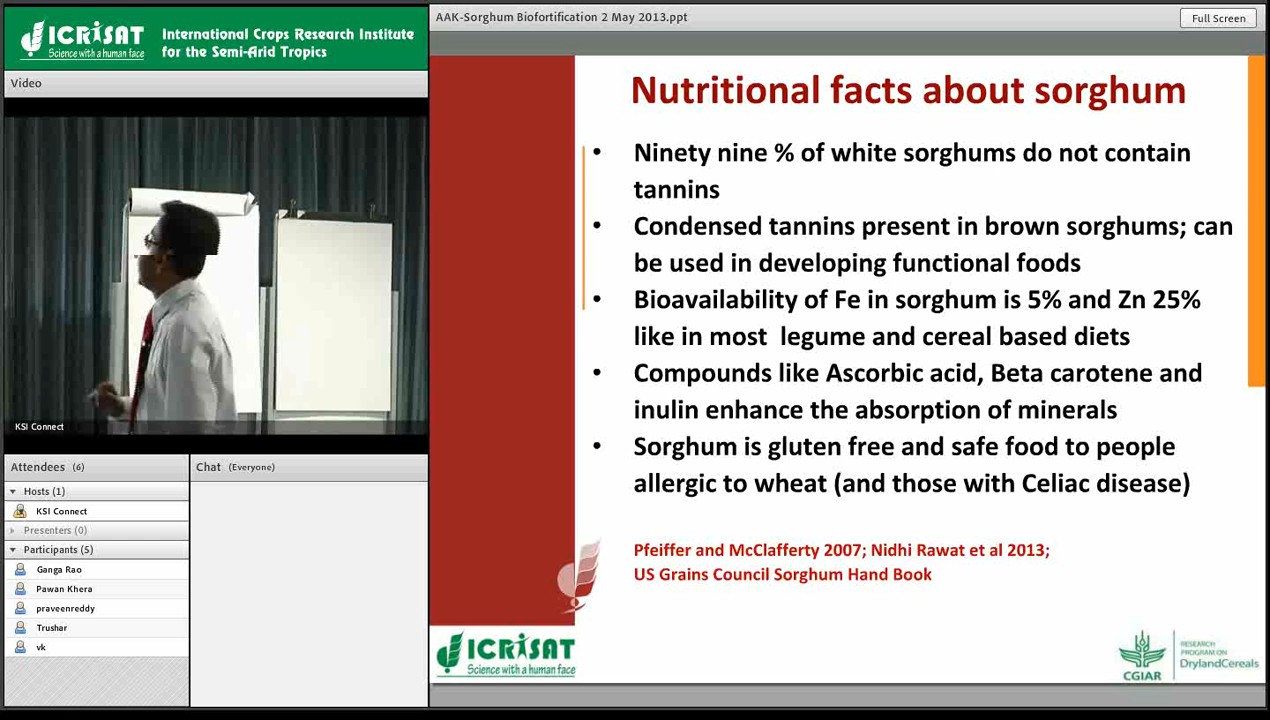 ICRISAT
Science with a human face
International Crops Research Institute
for the Semi-Arid Tropics
Video
KSI Connect
Attendees (6)
Hosts (1)
KSI Connect
Presenters (0)
Participants (5)
Ganga Rao
Pawan Khera
praveenreddy
Trushar
vk
Chat (Everyone)
AAK-Sorghum Biofortification 2 May 2013.ppt
Full Screen
Nutritional facts about sorghum
• Ninety nine % of white sorghums do not contain
tannins
• Condensed tannins present in brown sorghums; can
be used in developing functional foods
• Bioavailability of Fe in sorghum is 5% and Zn 25%
like in most legume and cereal based diets
• Compounds like Ascorbic acid, Beta carotene and
inulin enhance the absorption of minerals
• Sorghum is gluten free and safe food to people
allergic to wheat (and those with Celiac disease)
Pfeiffer and McClafferty 2007; Nidhi Rawat et al 2013;
US Grains Council Sorghum Hand Book
ICRISAT
Science with a human face
CGIAR
RESEARCH
PROGRAM ON
DrylandCereals